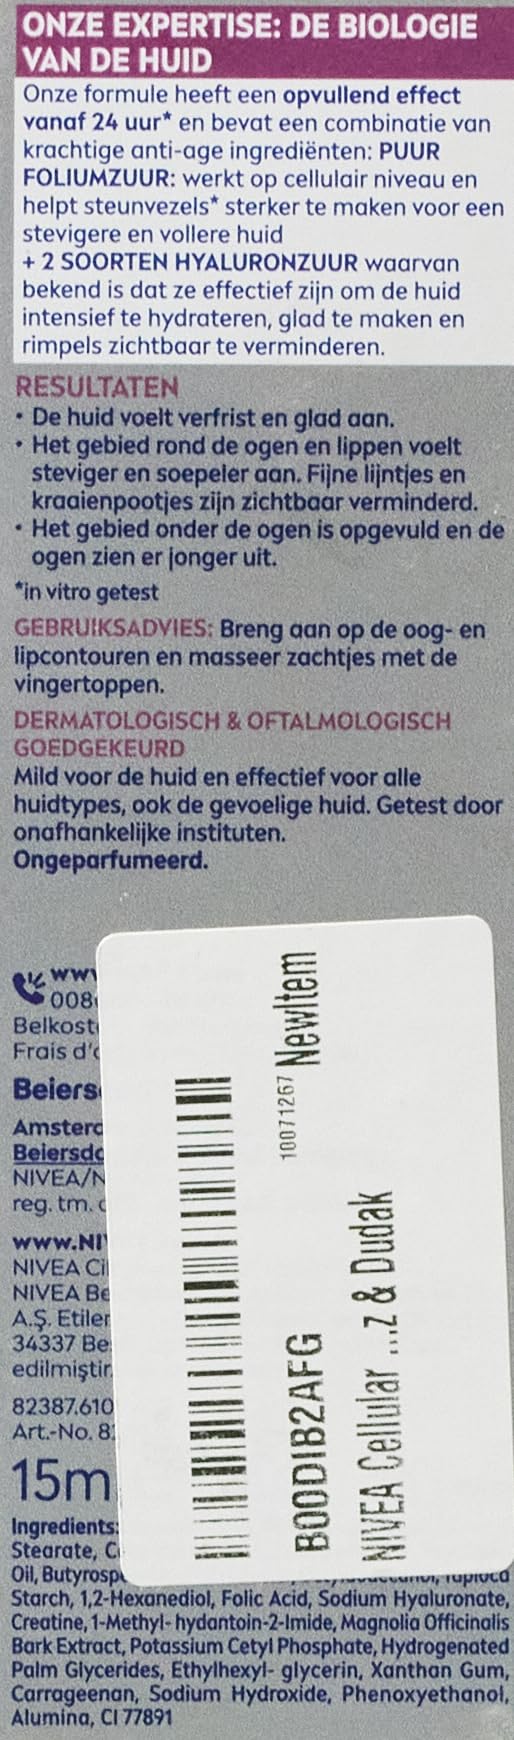 ONZE EXPERTISE: DE BIOLOGIE
VAN DE HUID
Onze formule heeft een opvullend effect
vanaf 24 uur* en bevat een combinatie van
krachtige anti-age ingrediënten: PUUR
FOLIUMZUUR: werkt op cellulair niveau en
helpt steunvezels* sterker te maken voor een
stevigere en vollere huid
+ 2 SOORTEN HYALURONZUUR waarvan
bekend is dat ze effectief zijn om de huid
intensief te hydrateren, glad te maken en
rimpels zichtbaar te verminderen.
RESULTATEN
• De huid voelt verfrist en glad aan.
• Het gebied rond de ogen en lippen voelt
steviger en soepeler aan. Fijne lijntjes en
kraaienpootjes zijn zichtbaar verminderd.
• Het gebied onder de ogen is opgevuld en de
ogen zien er jonger uit.
*in vitro getest
GEBRUIKSADVIES: Breng aan op de oog- en
lipcontouren en masseer zachtjes met de
vingertoppen.
DERMATOLOGISCH & OFTALMOLOGISCH
GOEDGEKEURD
Mild voor de huid en effectief voor alle
huidtypes, ook de gevoelige huid. Getest door
onafhankelijke instituten.
Ongeparfumeerd.
www
008
Belkost
Frais d'
Beiers
Amster
Beiersd
NIVEA/N
reg. tm.
www.NI
NIVEA Ci
NIVEA Be
A.Ş. Etiler
34337 Be
edilmiştir.
82387.610
Art.-No. 8
15m
Ingredients:
Stearate, C
Oil, Butyrosp Tapioca
Starch, 1,2-Hexanediol, Folic Acid, Sodium Hyaluronate,
Creatine, 1-Methyl- hydantoin-2-Imide, Magnolia Officinalis
Bark Extract, Potassium Cetyl Phosphate, Hydrogenated
Palm Glycerides, Ethylhexyl- glycerin, Xanthan Gum,
Carrageenan, Sodium Hydroxide, Phenoxyethanol,
Alumina, CI 77891
10071267 NewItem
B00DIB2AFG
NIVEA Cellular ...z & Dudak